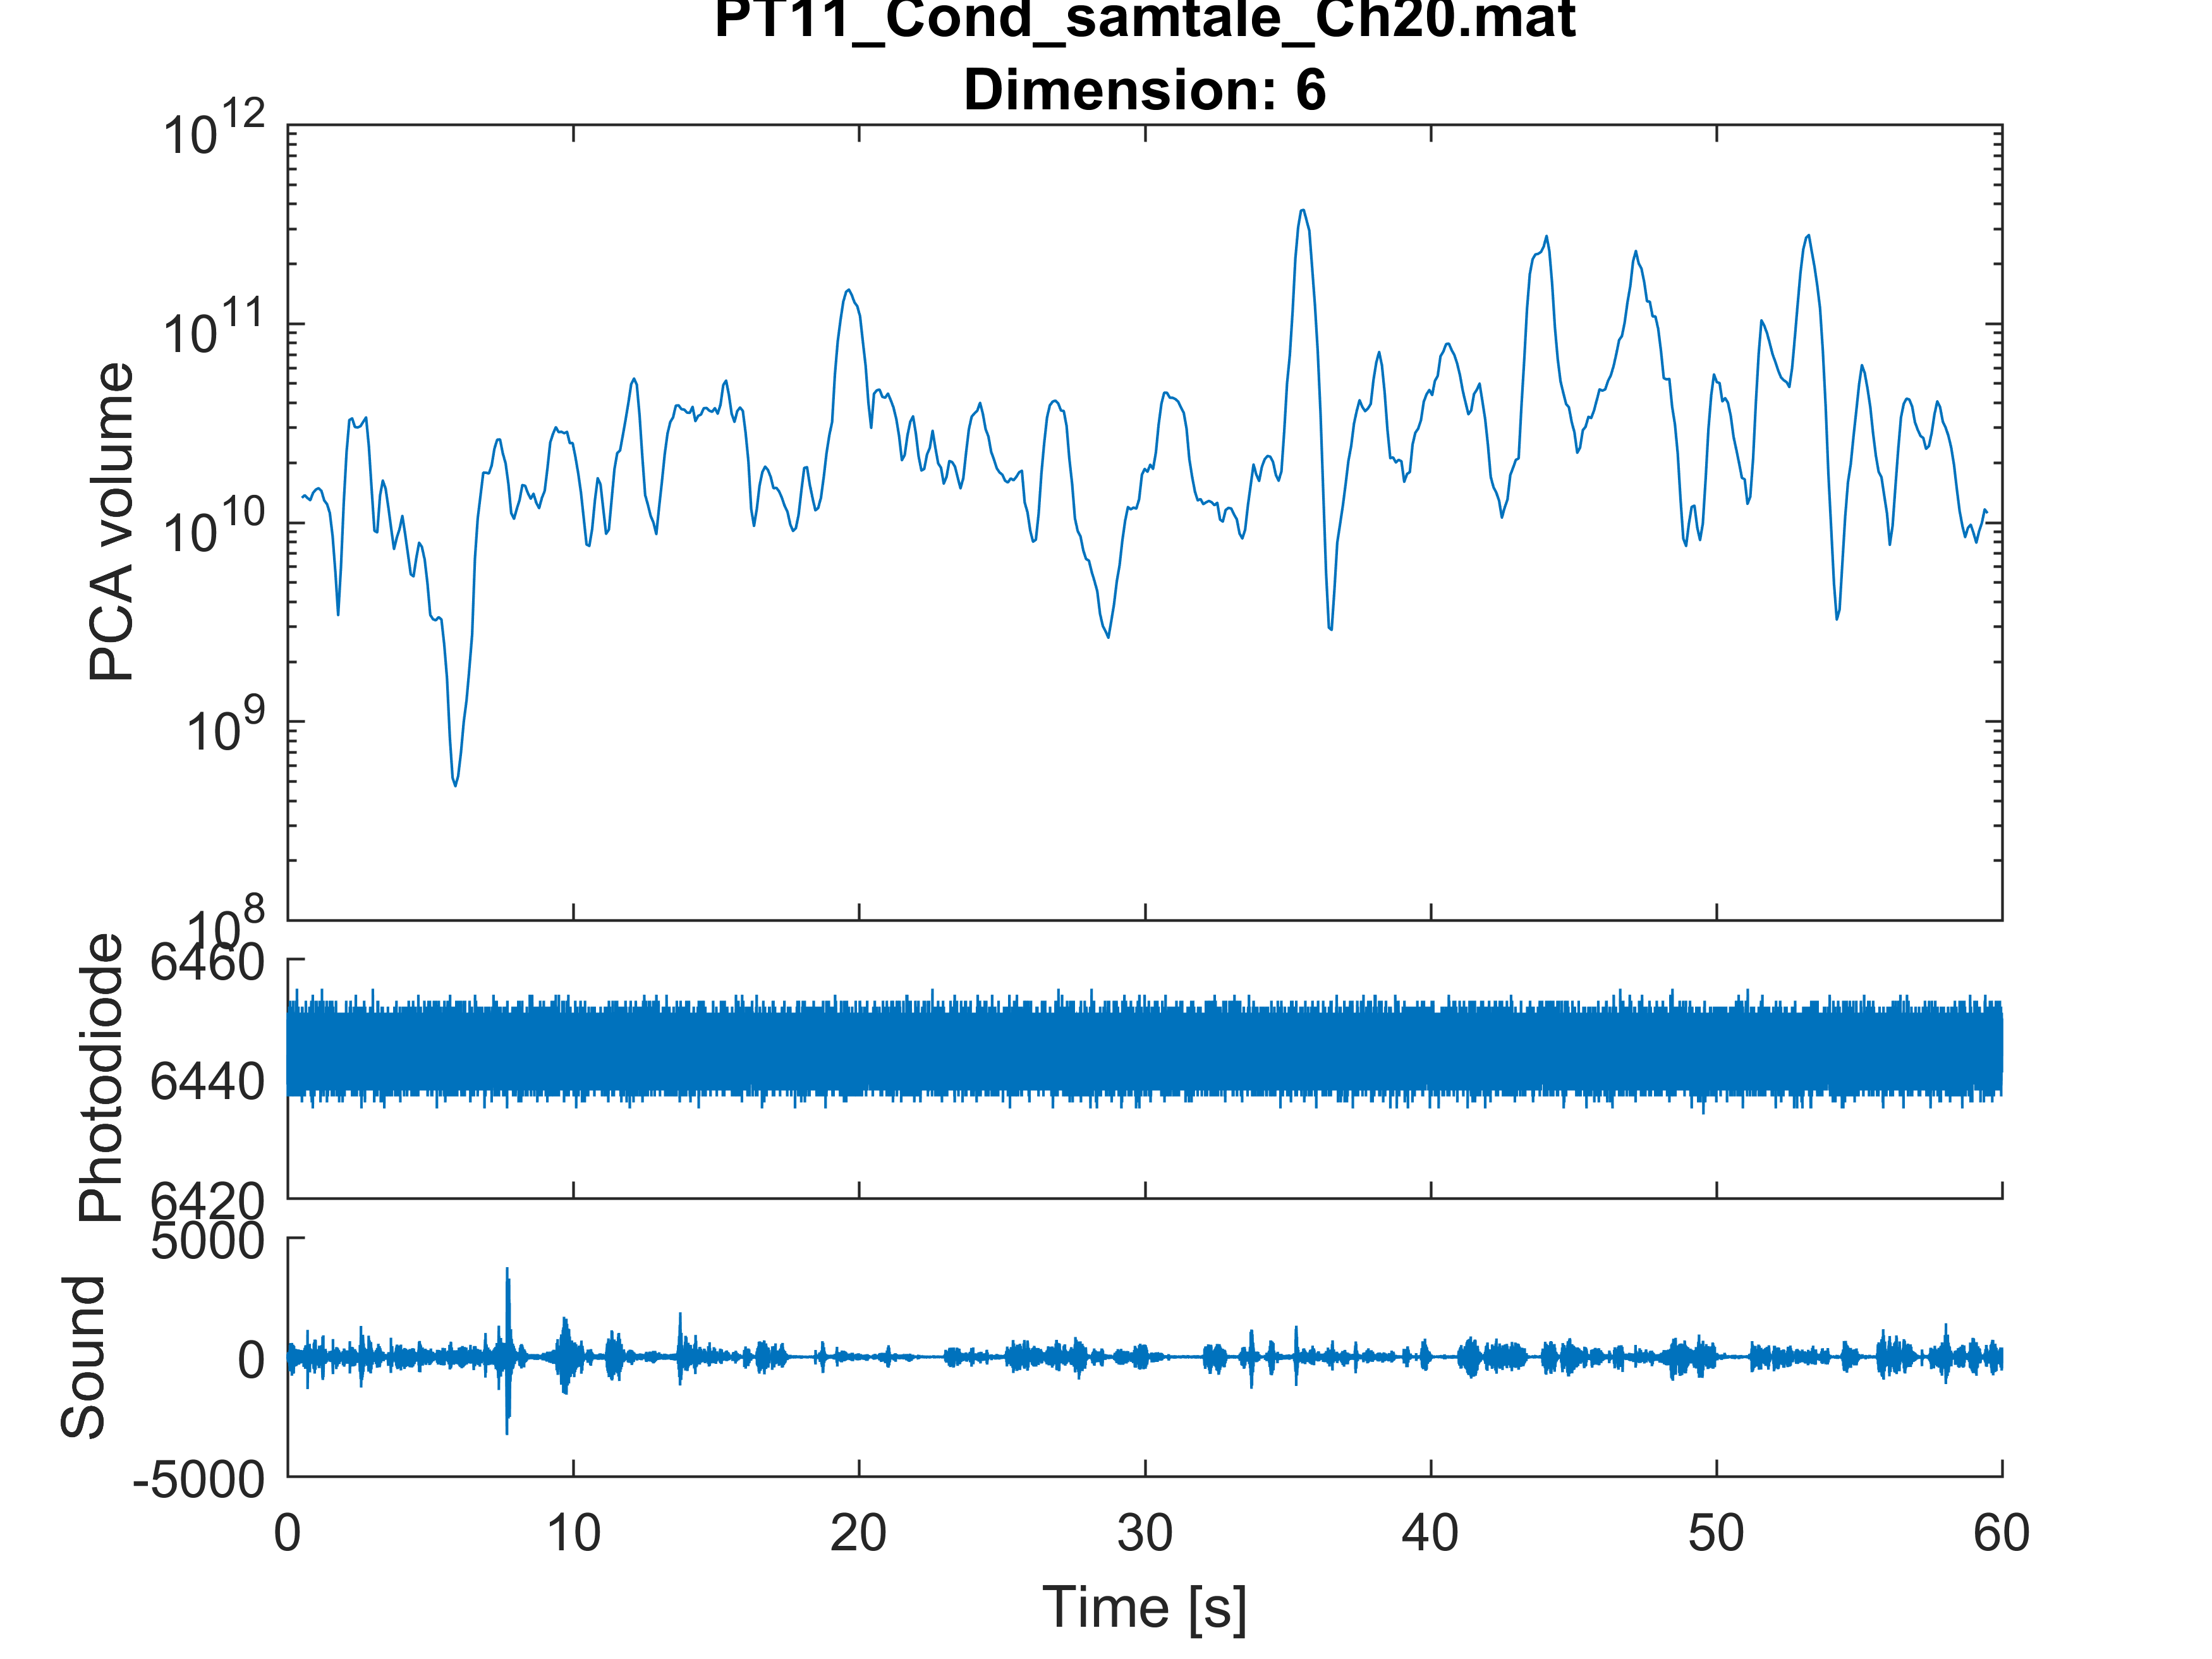 PT11_Cond_samtale_Ch20.mat
Dimension: 6
PCA volume
10^12
10^11
10^10
10^9
10^8
Photodiode
6460
6440
6420
Sound
5000
0
-5000
0 10 20 30 40 50 60
Time [s]